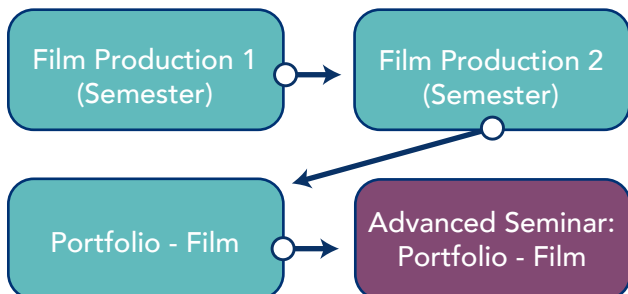 Film Production 1
(Semester)
Film Production 2
(Semester)
Portfolio - Film
Advanced Seminar:
Portfolio - Film